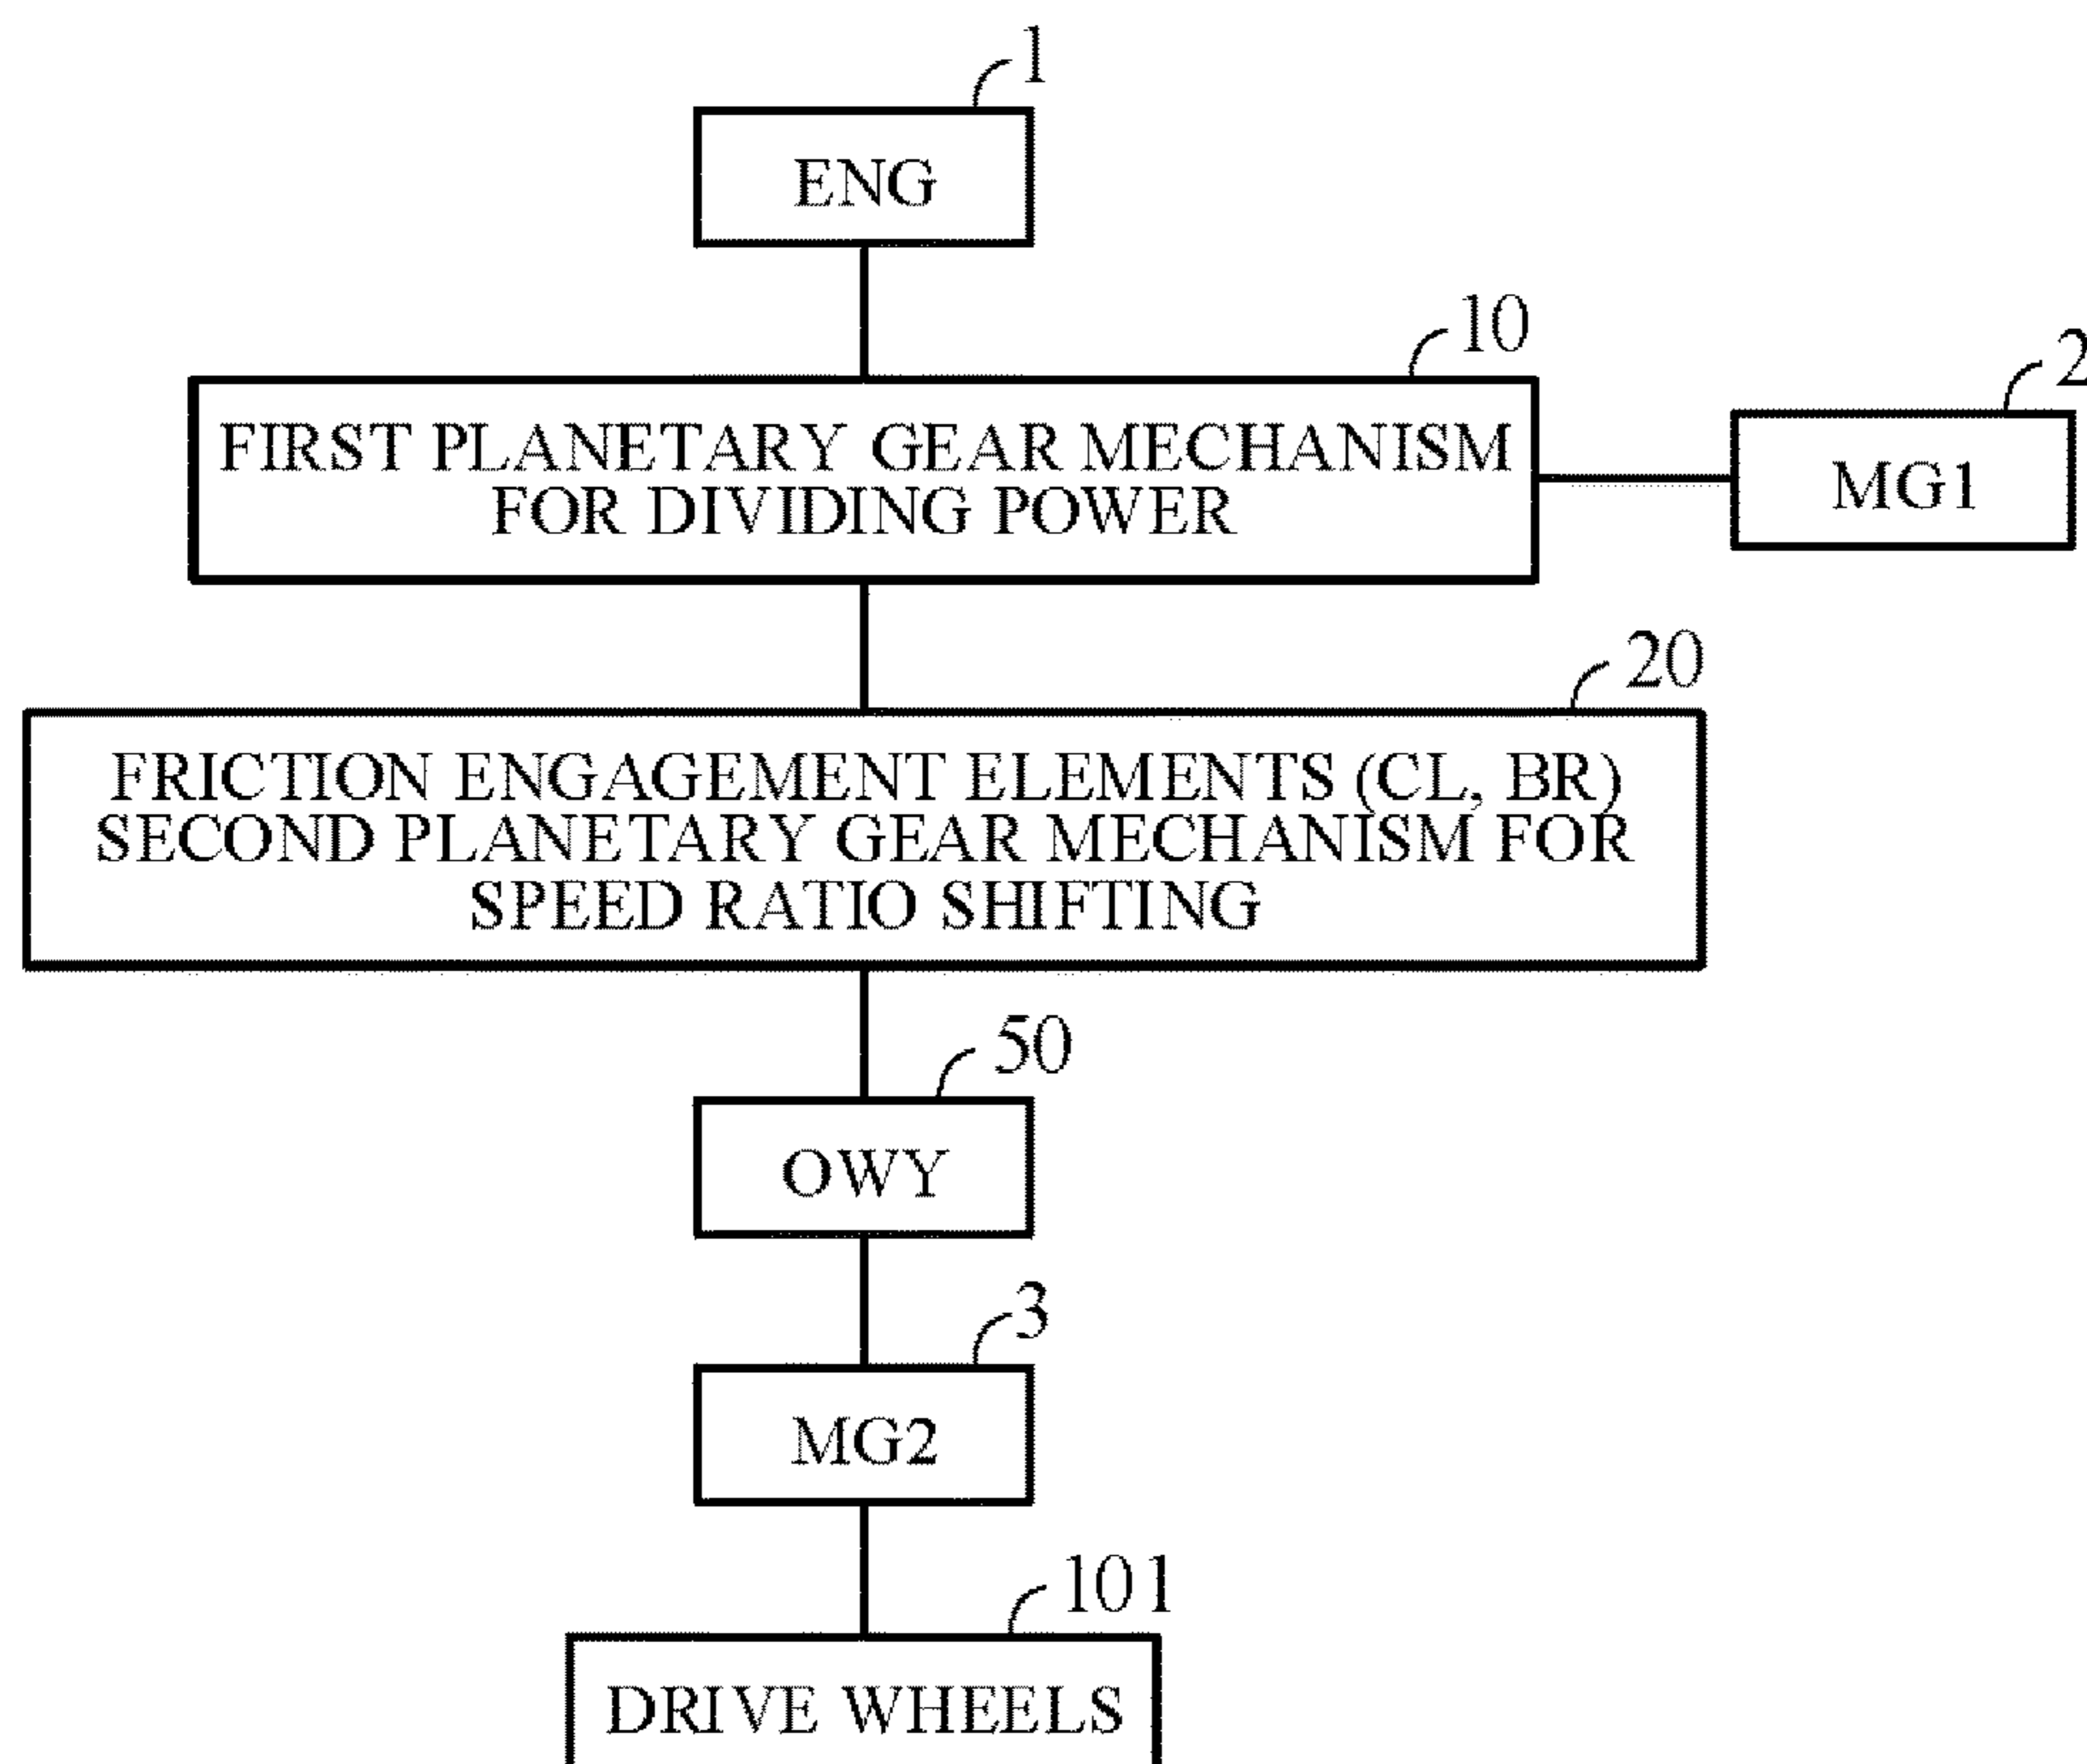 1
ENG
10
FIRST PLANETARY GEAR MECHANISM
FOR DIVIDING POWER
2
MG1
20
FRICTION ENGAGEMENT ELEMENTS (CL, BR)
SECOND PLANETARY GEAR MECHANISM FOR
SPEED RATIO SHIFTING
50
OWY
3
MG2
101
DRIVE WHEELS